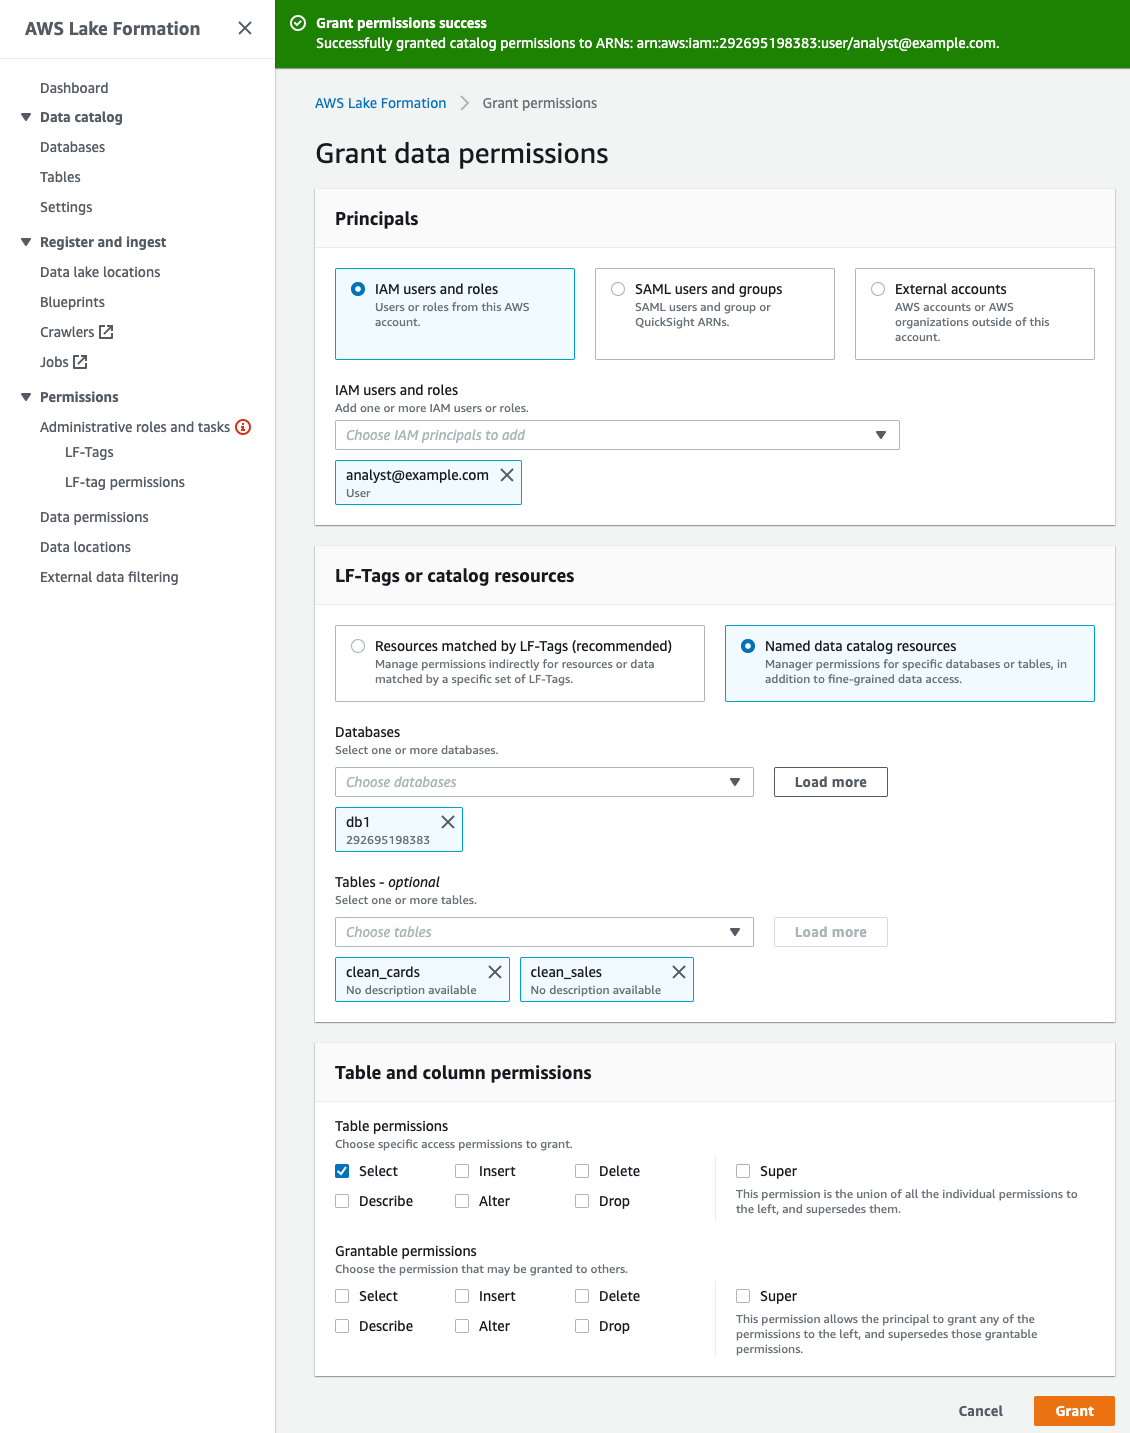 AWS Lake Formation
Dashboard
Data catalog
Databases
Tables
Settings
Register and ingest
Data lake locations
Blueprints
Crawlers
Jobs
Permissions
Administrative roles and tasks
LF-Tags
LF-tag permissions
Data permissions
Data locations
External data filtering
Grant permissions success
Successfully granted catalog permissions to ARNs: arn:aws:iam::292695198383:user/analyst@example.com.
AWS Lake Formation > Grant permissions
Grant data permissions
Principals
IAM users and roles
Users or roles from this AWS
account.
SAML users and groups
SAML users and group or
QuickSight ARNs.
External accounts
AWS accounts or AWS
organizations outside of this
account.
IAM users and roles
Add one or more IAM users or roles.
Choose IAM principals to add
analyst@example.com
User
LF-Tags or catalog resources
Resources matched by LF-Tags (recommended)
Manage permissions indirectly for resources or data
matched by a specific set of LF-Tags.
Named data catalog resources
Manager permissions for specific databases or tables, in
addition to fine-grained data access.
Databases
Select one or more databases.
Choose databases
Load more
db1
292695198383
Tables - optional
Select one or more tables.
Choose tables
Load more
clean_cards
No description available
clean_sales
No description available
Table and column permissions
Table permissions
Choose specific access permissions to grant.
Select Insert Delete
Describe Alter Drop
Super
This permission is the union of all the individual permissions to
the left, and supersedes them.
Grantable permissions
Choose the permission that may be granted to others.
Select Insert Delete
Describe Alter Drop
Super
This permission allows the principal to grant any of the
permissions to the left, and supersedes those grantable
permissions.
Cancel
Grant